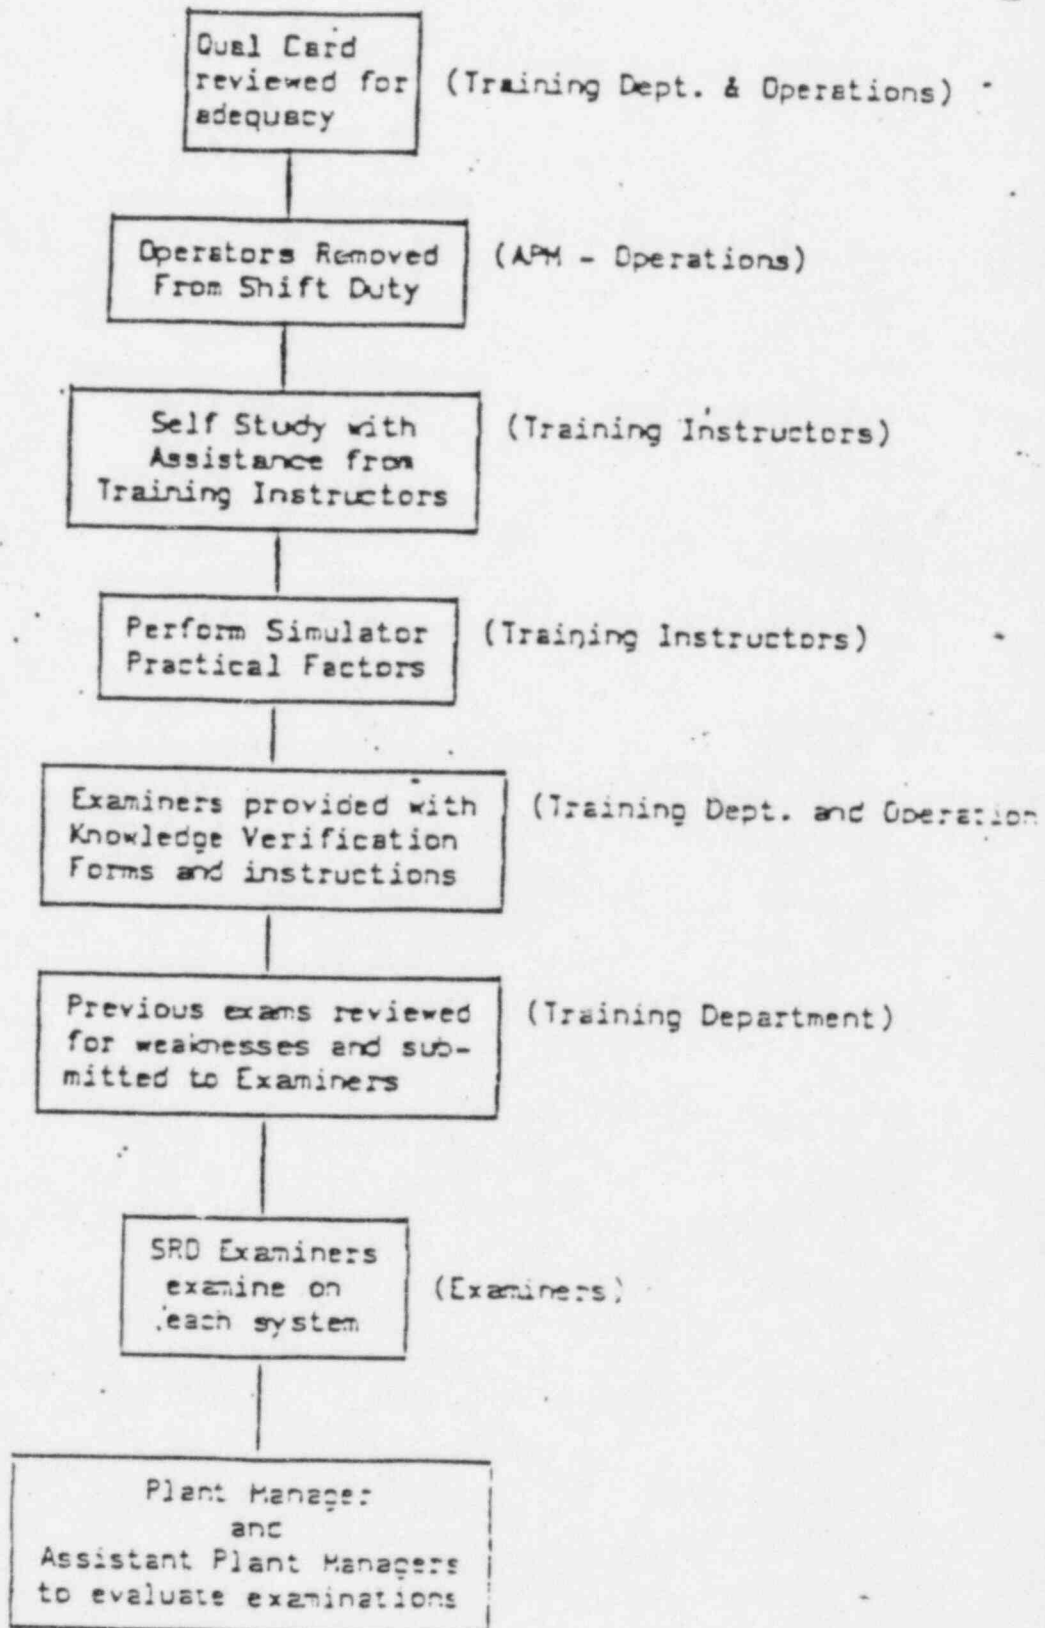 Qual Card
reviewed for
adequacy
(Training Dept. & Operations)
Operators Removed
From Shift Duty
(APM - Operations)
Self Study with
Assistance from
Training Instructors
(Training Instructors)
Perform Simulator
Practical Factors
(Training Instructors)
Examiners provided with
Knowledge Verification
Forms and instructions
(Training Dept. and Operation
Previous exams reviewed
for weaknesses and sub-
mitted to Examiners
(Training Department)
SRO Examiners
examine on
each system
(Examiners)
Plant Manager
and
Assistant Plant Managers
to evaluate examinations